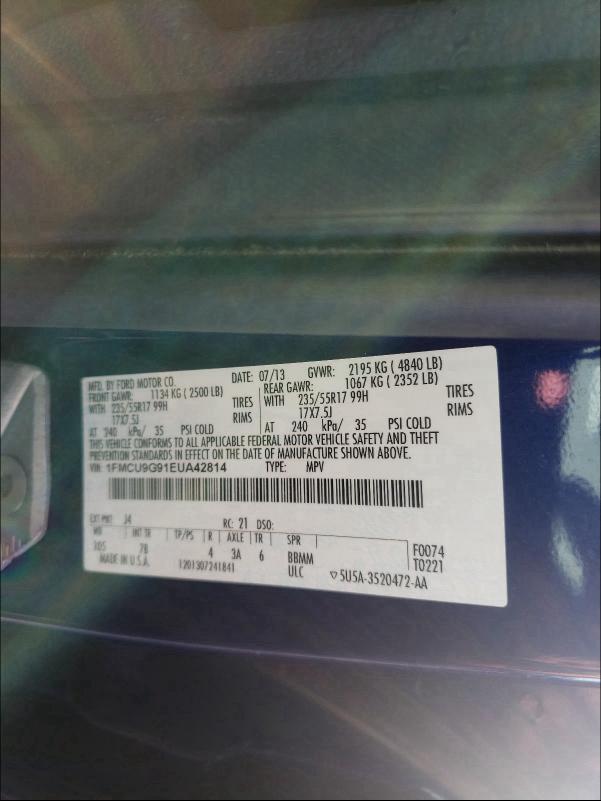 MFD. BY FORD MOTOR CO. DATE: 07/13 GVWR: 2195 KG ( 4840 LB)
FRONT GAWR: 1134 KG ( 2500 LB) REAR GAWR: 1067 KG ( 2352 LB)
WITH 235/55R17 99H TIRES WITH 235/55R17 99H TIRES
17X7.5J RIMS 17X7.5J RIMS
AT 240 kPa/ 35 PSI COLD AT 240 kPa/ 35 PSI COLD
THIS VEHICLE CONFORMS TO ALL APPLICABLE FEDERAL MOTOR VEHICLE SAFETY AND THEFT
PREVENTION STANDARDS IN EFFECT ON THE DATE OF MANUFACTURE SHOWN ABOVE.
VIN: 1FMCU9G91EUA42814 TYPE: MPV
EXT PNT: J4 RC: 21 DSO:
WB INT TR TP/PS R AXLE TR SPR
105 7B 4 3A 6 BBMM F0074
MADE IN U.S.A. 1201307241841 ULC T0221
▽5U5A-3520472-AA